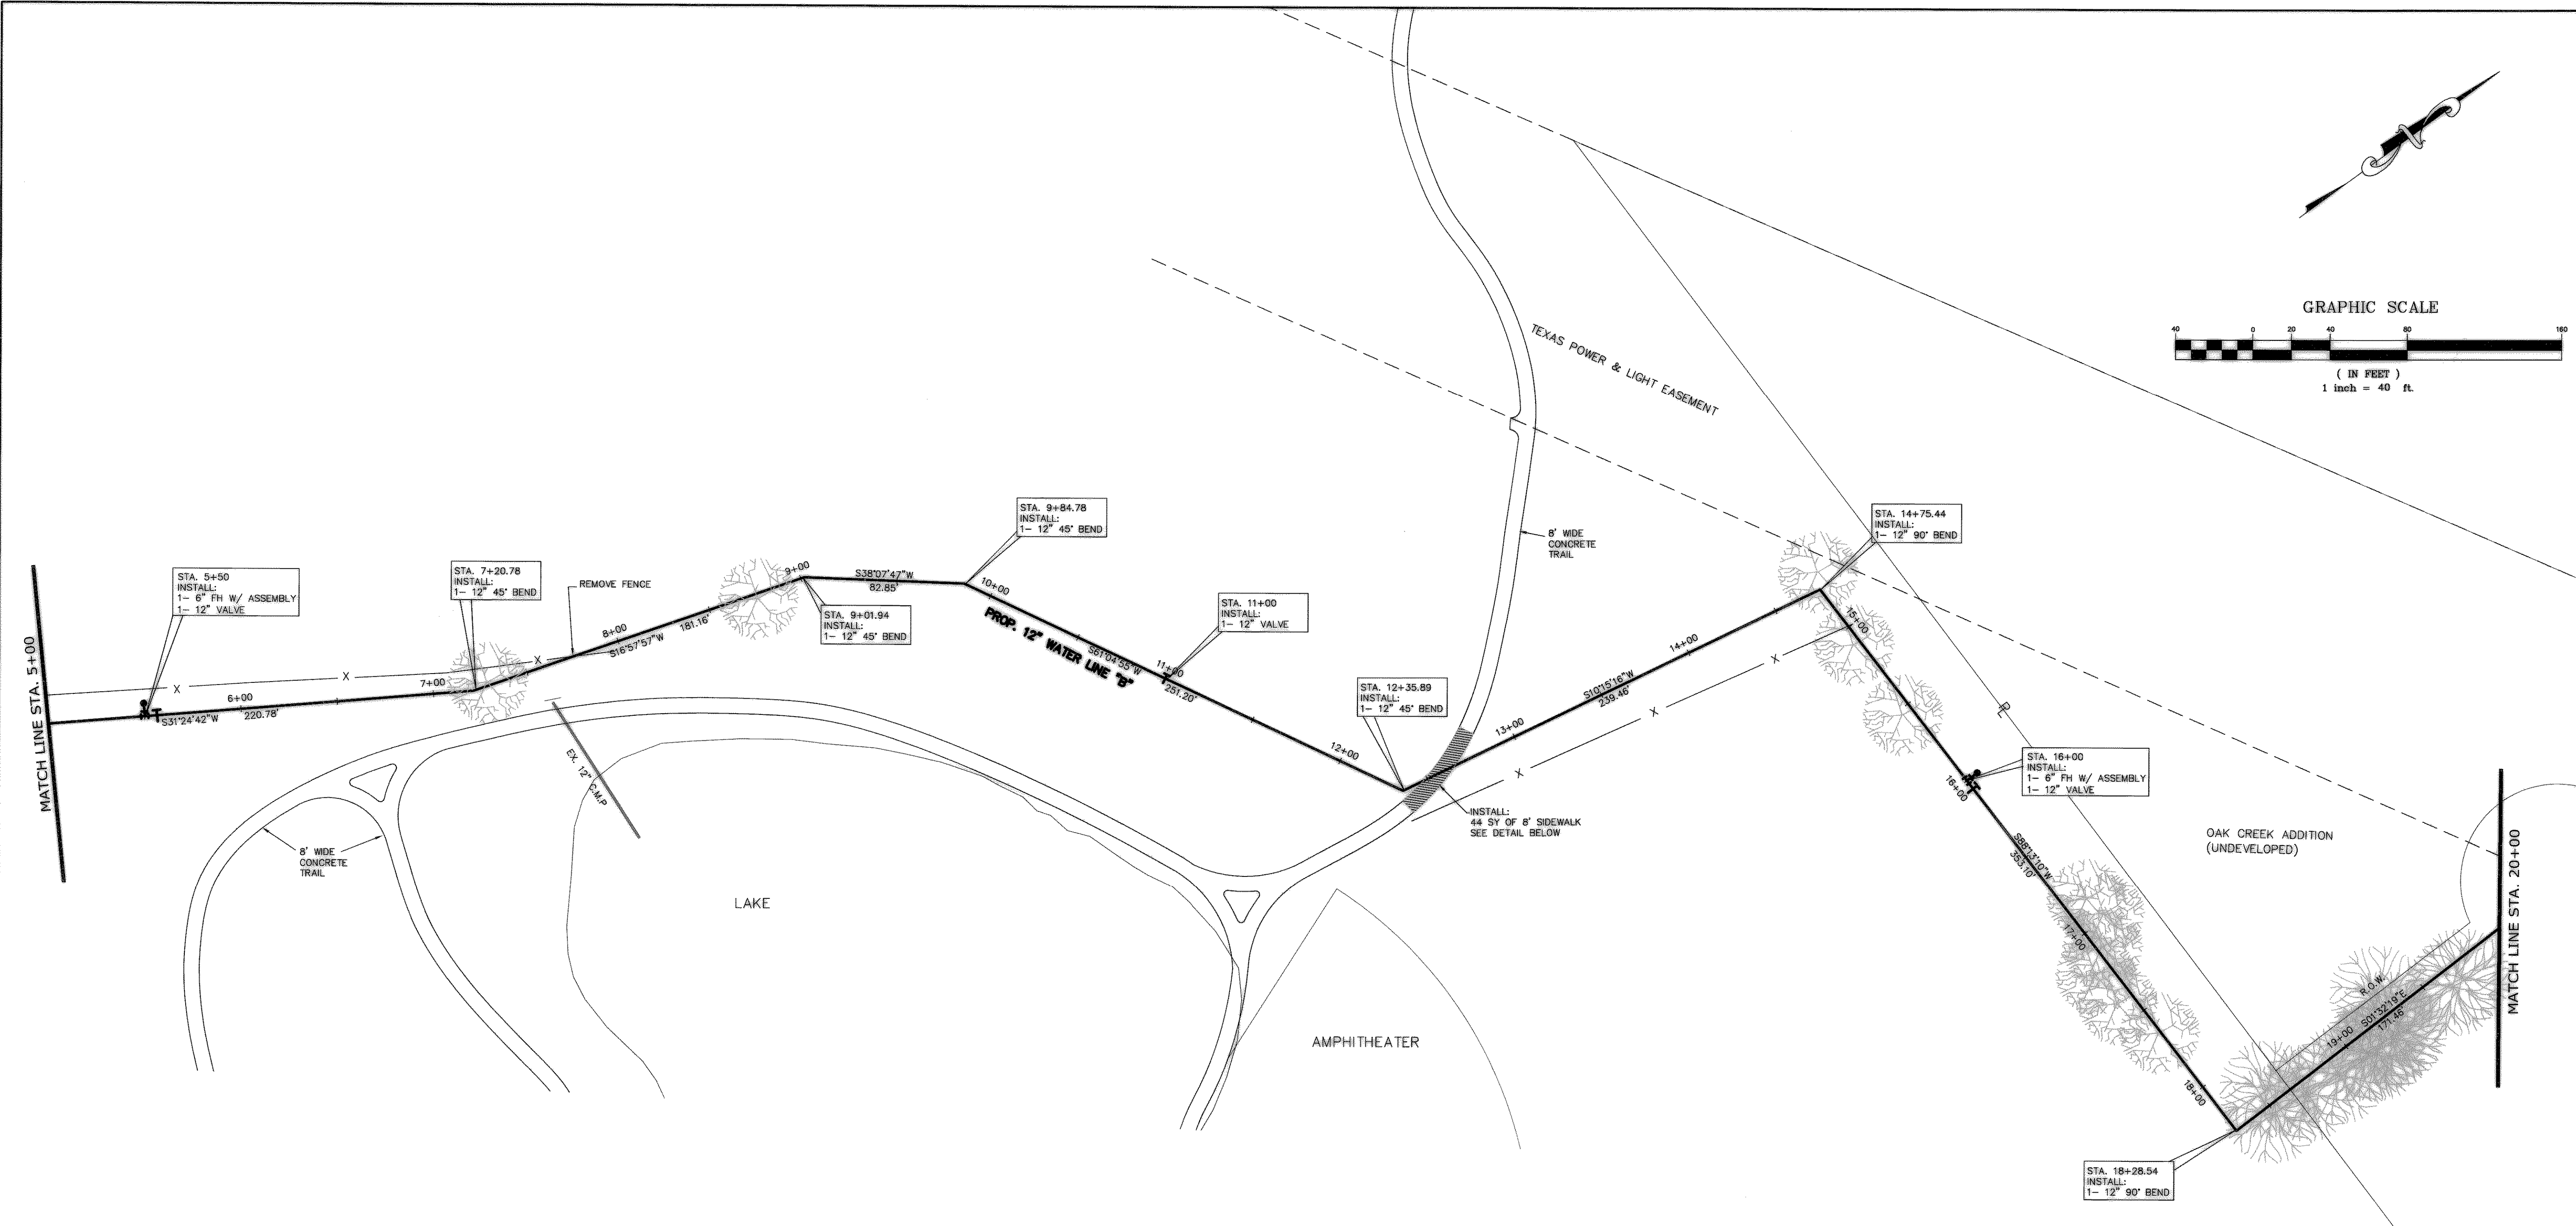 GRAPHIC SCALE
40 0 20 40 80 160
( IN FEET )
1 inch = 40 ft.
TEXAS POWER & LIGHT EASEMENT
STA. 9+84.78
INSTALL:
1- 12" 45° BEND
STA. 14+75.44
INSTALL:
1- 12" 90° BEND
8' WIDE
CONCRETE
TRAIL
STA. 5+50
INSTALL:
1- 6" FH W/ ASSEMBLY
1- 12" VALVE
STA. 7+20.78
INSTALL:
1- 12" 45° BEND
REMOVE FENCE
9+00
S38°07'47"W
82.85'
10+00
STA. 9+01.94
INSTALL:
1- 12" 45° BEND
STA. 11+00
INSTALL:
1- 12" VALVE
PROP. 12" WATER LINE "B"
8+00
S16°57'57"W
181.16'
S61°04'55"W
251.20'
11+00
MATCH LINE STA. 5+00
X
X
X
6+00
7+00
S31°24'42"W
220.78'
STA. 12+35.89
INSTALL:
1- 12" 45° BEND
12+00
13+00
S10°15'16"W
239.46'
14+00
X
X
X
15+00
PL
STA. 16+00
INSTALL:
1- 6" FH W/ ASSEMBLY
1- 12" VALVE
16+00
INSTALL:
44 SY OF 8' SIDEWALK
SEE DETAIL BELOW
EX. 12" C.M.P
8' WIDE
CONCRETE
TRAIL
LAKE
AMPHITHEATER
S88°13'10"W
353.10'
OAK CREEK ADDITION
(UNDEVELOPED)
17+00
18+00
R.O.W.
19+00
S01°32'19"E
171.46'
MATCH LINE STA. 20+00
STA. 18+28.54
INSTALL:
1- 12" 90° BEND